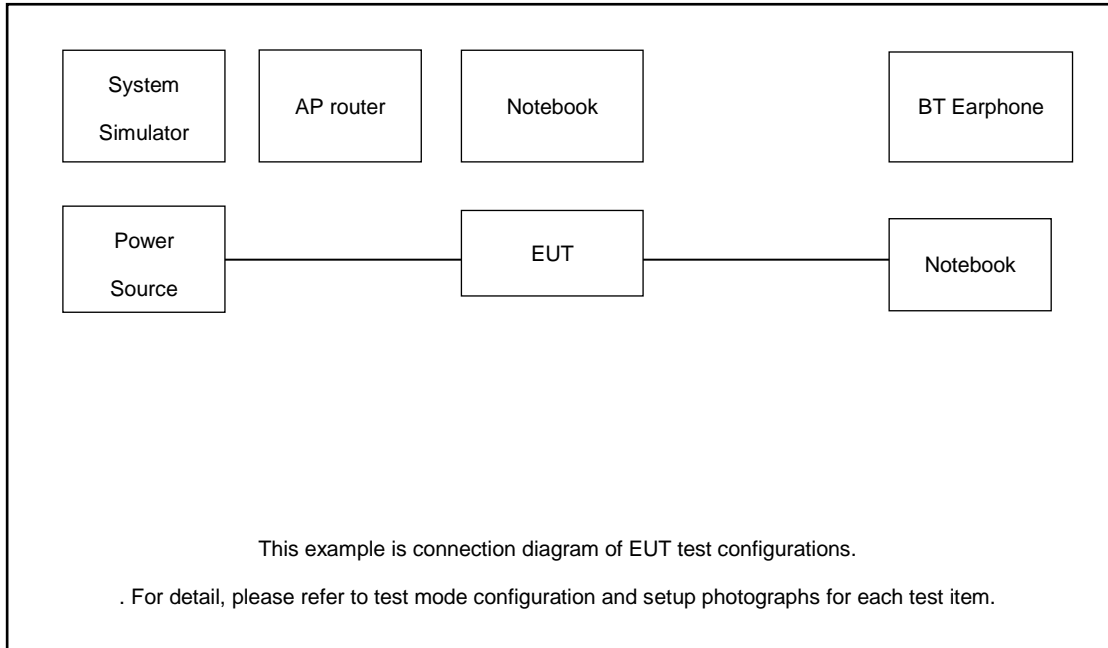 System
Simulator
AP router
Notebook
BT Earphone
Power
Source
EUT
Notebook
This example is connection diagram of EUT test configurations.
. For detail, please refer to test mode configuration and setup photographs for each test item.